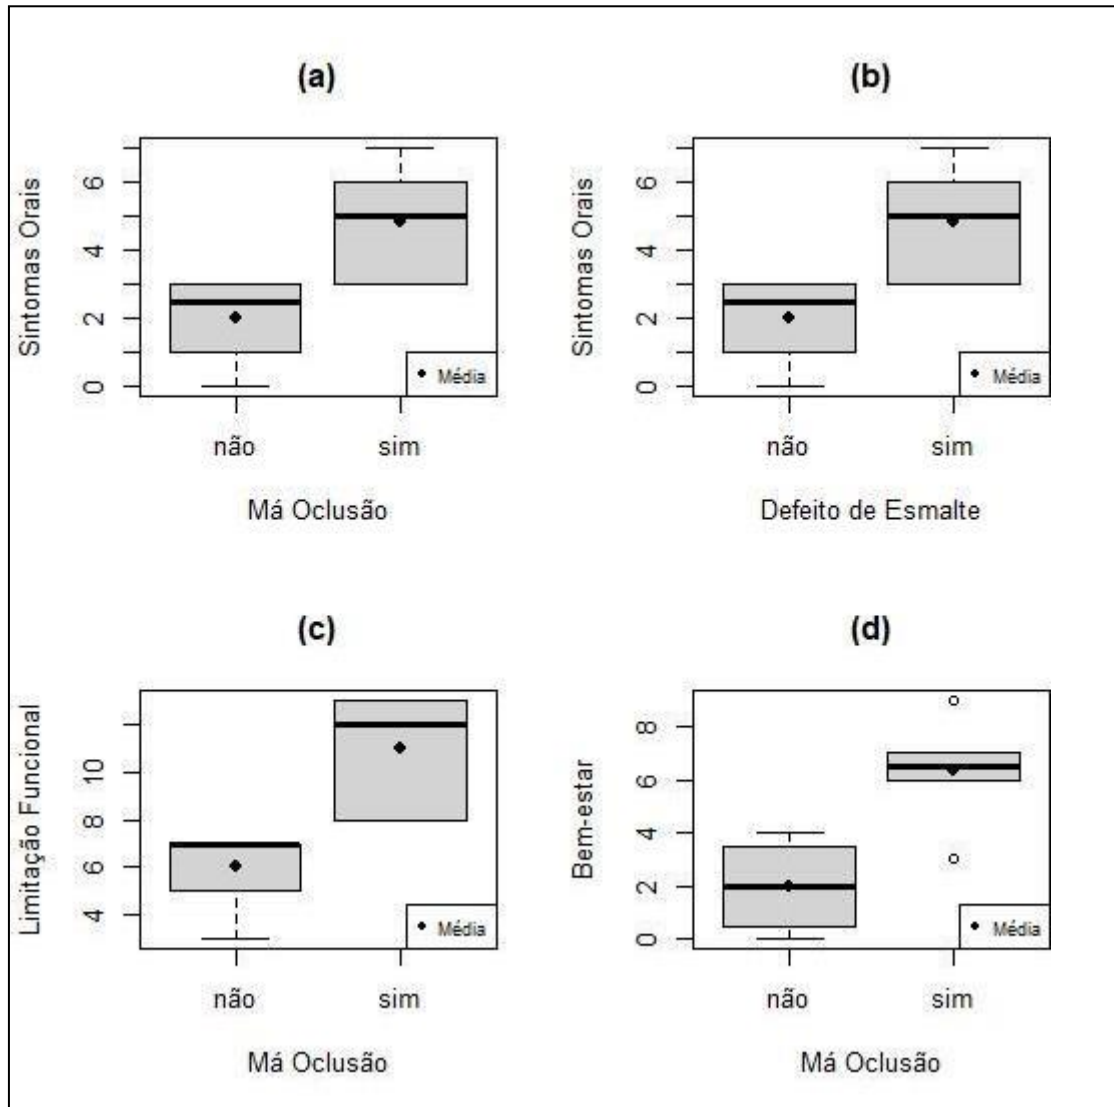 (a)
Sintomas Orais
6
4
2
0
Média
não sim
Má Oclusão
(b)
Sintomas Orais
6
4
2
0
Média
não sim
Defeito de Esmalte
(c)
Limitação Funcional
10
8
6
4
Média
não sim
Má Oclusão
(d)
Bem-estar
8
6
4
2
0
Média
não sim
Má Oclusão